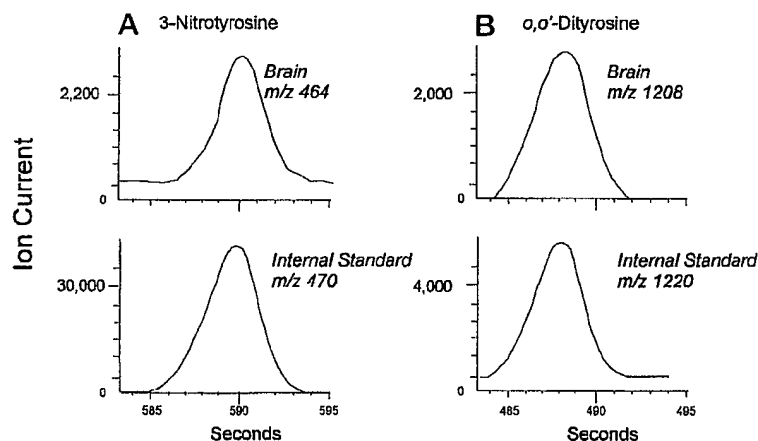 A 3-Nitrotyrosine
B o,o'-Dityrosine
Ion Current
2,200
0
Brain
m/z 464
2,000
0
Brain
m/z 1208
30,000
0
Internal Standard
m/z 470
4,000
0
Internal Standard
m/z 1220
585 590 595
Seconds
485 490 495
Seconds